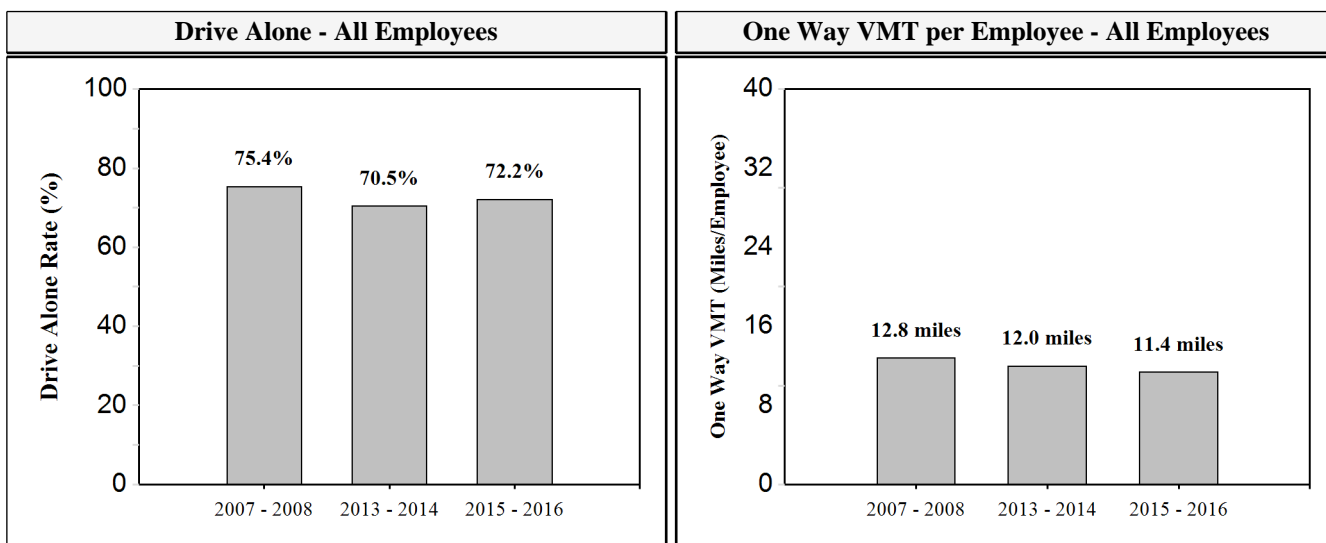 Drive Alone - All Employees
Drive Alone Rate (%)
100
80
60
40
20
0
75.4%
70.5%
72.2%
2007 - 2008
2013 - 2014
2015 - 2016
One Way VMT per Employee - All Employees
One Way VMT (Miles/Employee)
40
32
24
16
8
0
12.8 miles
12.0 miles
11.4 miles
2007 - 2008
2013 - 2014
2015 - 2016